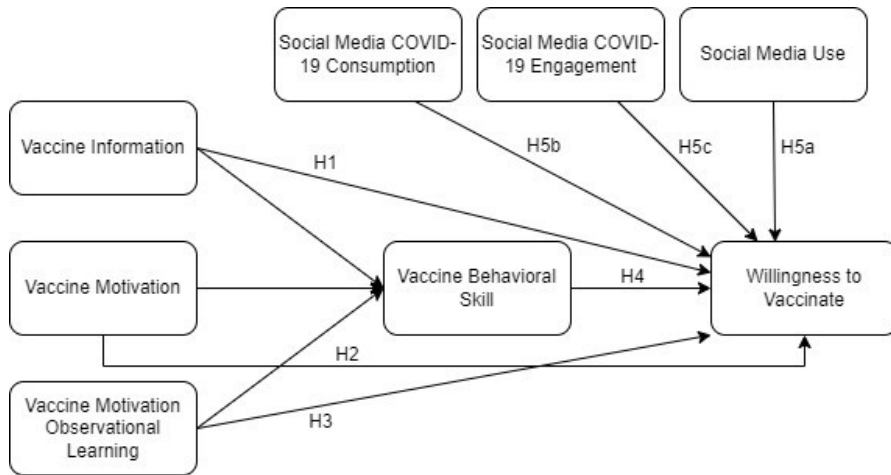 Social Media COVID-
19 Consumption
Social Media COVID-
19 Engagement
Social Media Use
Vaccine Information
H1
H5b
H5c
H5a
Vaccine Motivation
Vaccine Behavioral
Skill
H4
Willingness to
Vaccinate
H2
Vaccine Motivation
Observational
Learning
H3